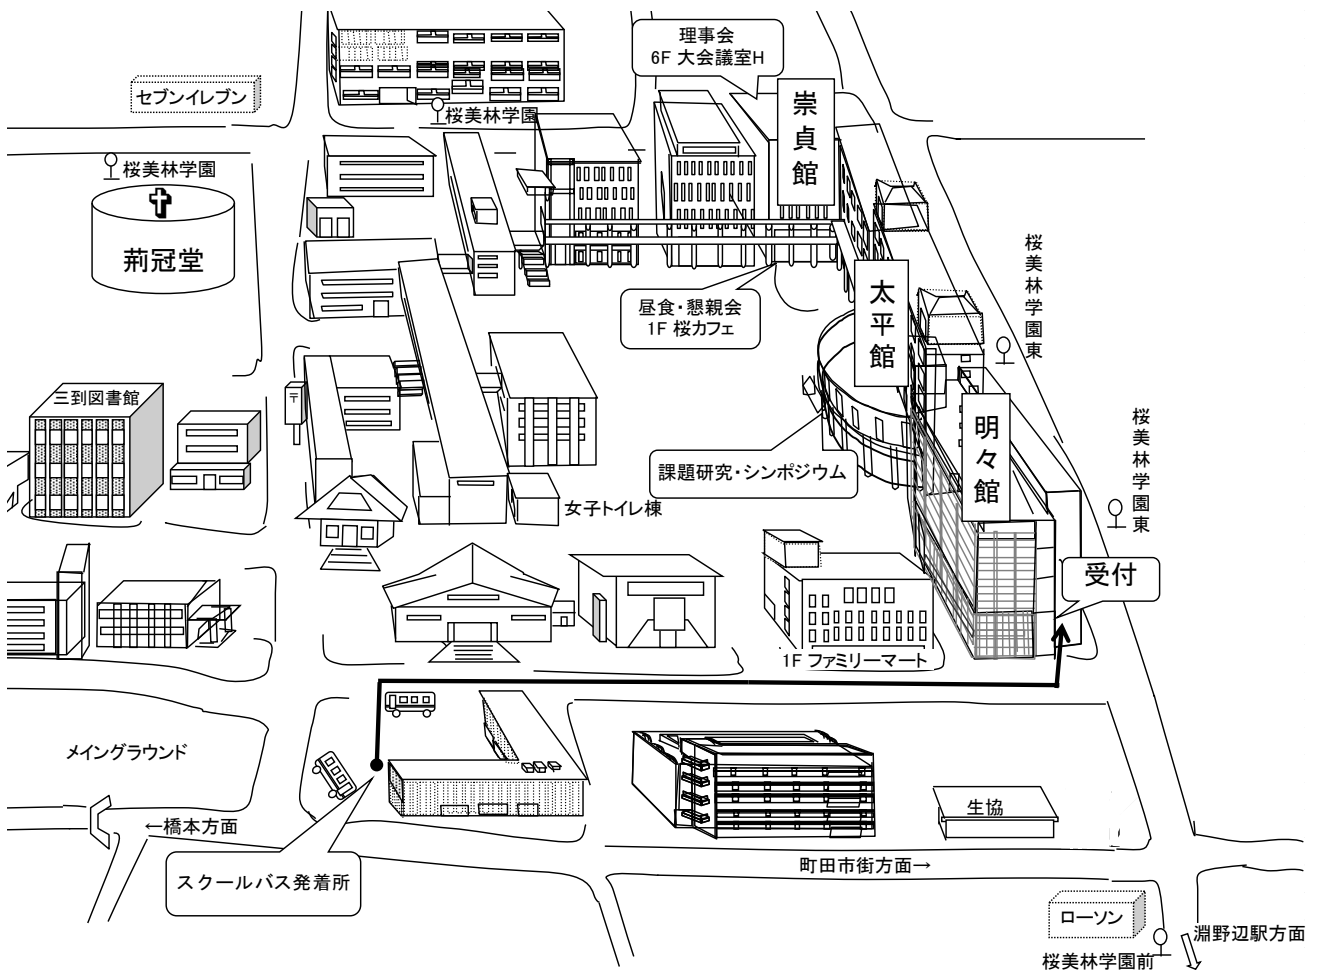 理事会
6F 大会議室H
セブンイレブン
桜美林学園
崇貞館
桜美林学園
荊冠堂
桜美林学園東
太平館
昼食・懇親会
1F 桜カフェ
三到図書館
〒
明々館
桜美林学園東
課題研究・シンポジウム
女子トイレ棟
受付
1F ファミリーマート
メイングラウンド
生協
←橋本方面
町田市街方面→
スクールバス発着所
ローソン
淵野辺駅方面
桜美林学園前